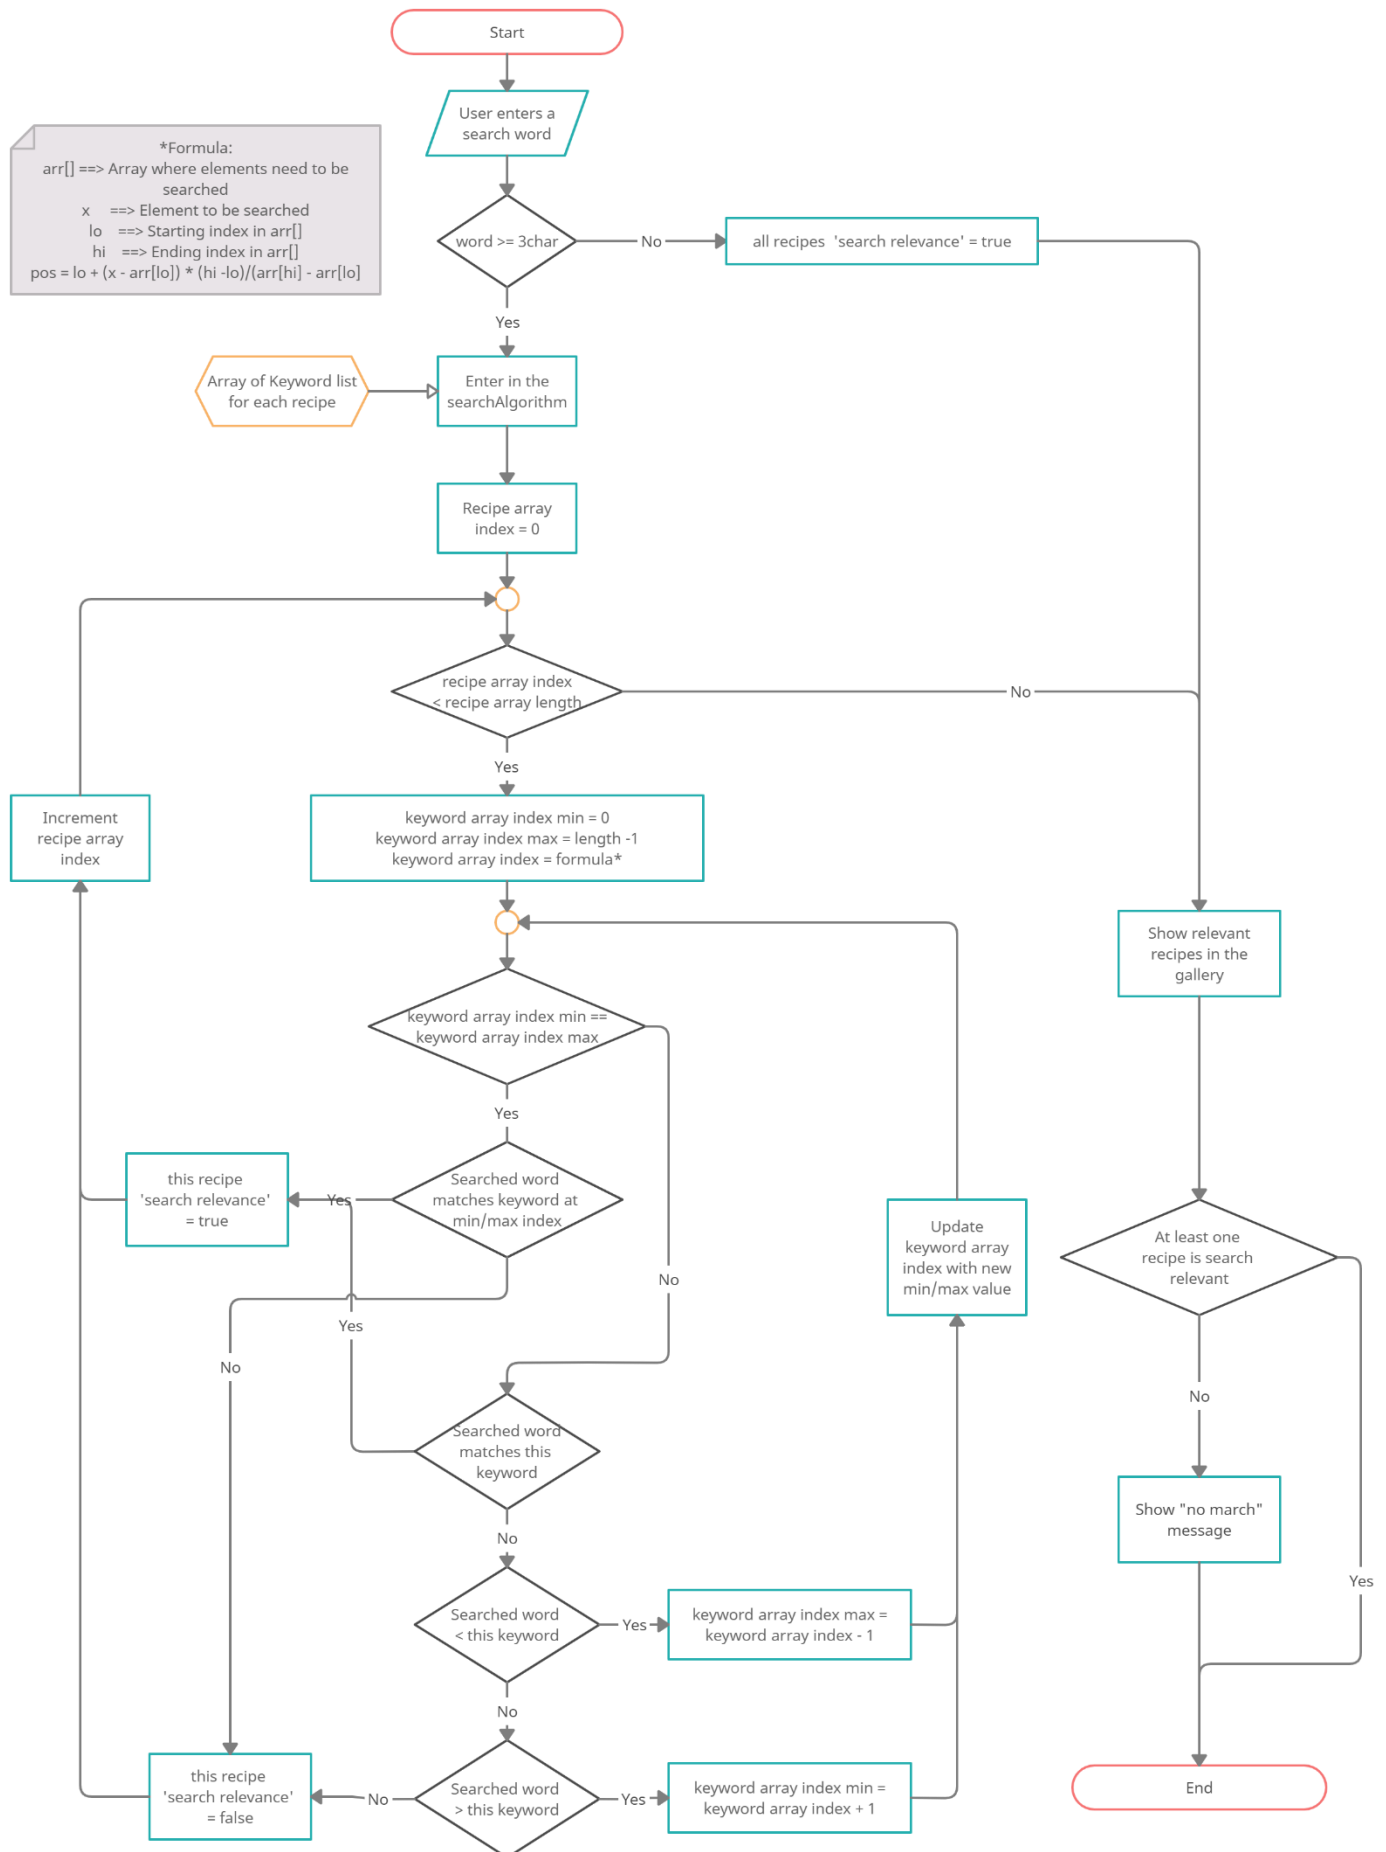 Start
User enters a
search word
*Formula:
arr[] ==> Array where elements need to be
searched
x ==> Element to be searched
lo ==> Starting index in arr[]
hi ==> Ending index in arr[]
pos = lo + (x - arr[lo]) * (hi -lo)/(arr[hi] - arr[lo]
word >= 3char
No
all recipes 'search relevance' = true
Yes
Array of Keyword list
for each recipe
Enter in the
searchAlgorithm
Recipe array
index = 0
recipe array index
< recipe array length
No
Yes
Increment
recipe array
index
keyword array index min = 0
keyword array index max = length -1
keyword array index = formula*
Show relevant
recipes in the
gallery
keyword array index min ==
keyword array index max
Yes
this recipe
'search relevance'
= true
Yes
Searched word
matches keyword at
min/max index
No
Update
keyword array
index with new
min/max value
At least one
recipe is search
relevant
Yes
No
No
Searched word
matches this
keyword
Show "no march"
message
No
Searched word
< this keyword
Yes
keyword array index max =
keyword array index - 1
Yes
No
this recipe
'search relevance'
= false
No
Searched word
> this keyword
Yes
keyword array index min =
keyword array index + 1
End